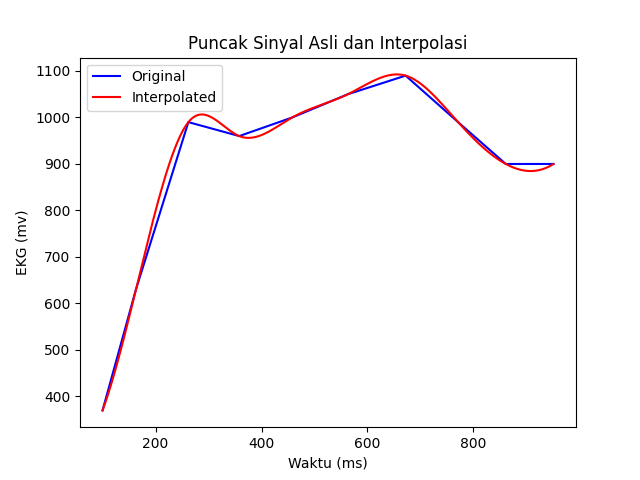 Puncak Sinyal Asli dan Interpolasi
Original
Interpolated
1100
1000
900
800
700
600
500
400
EKG (mv)
200
400
600
800
Waktu (ms)